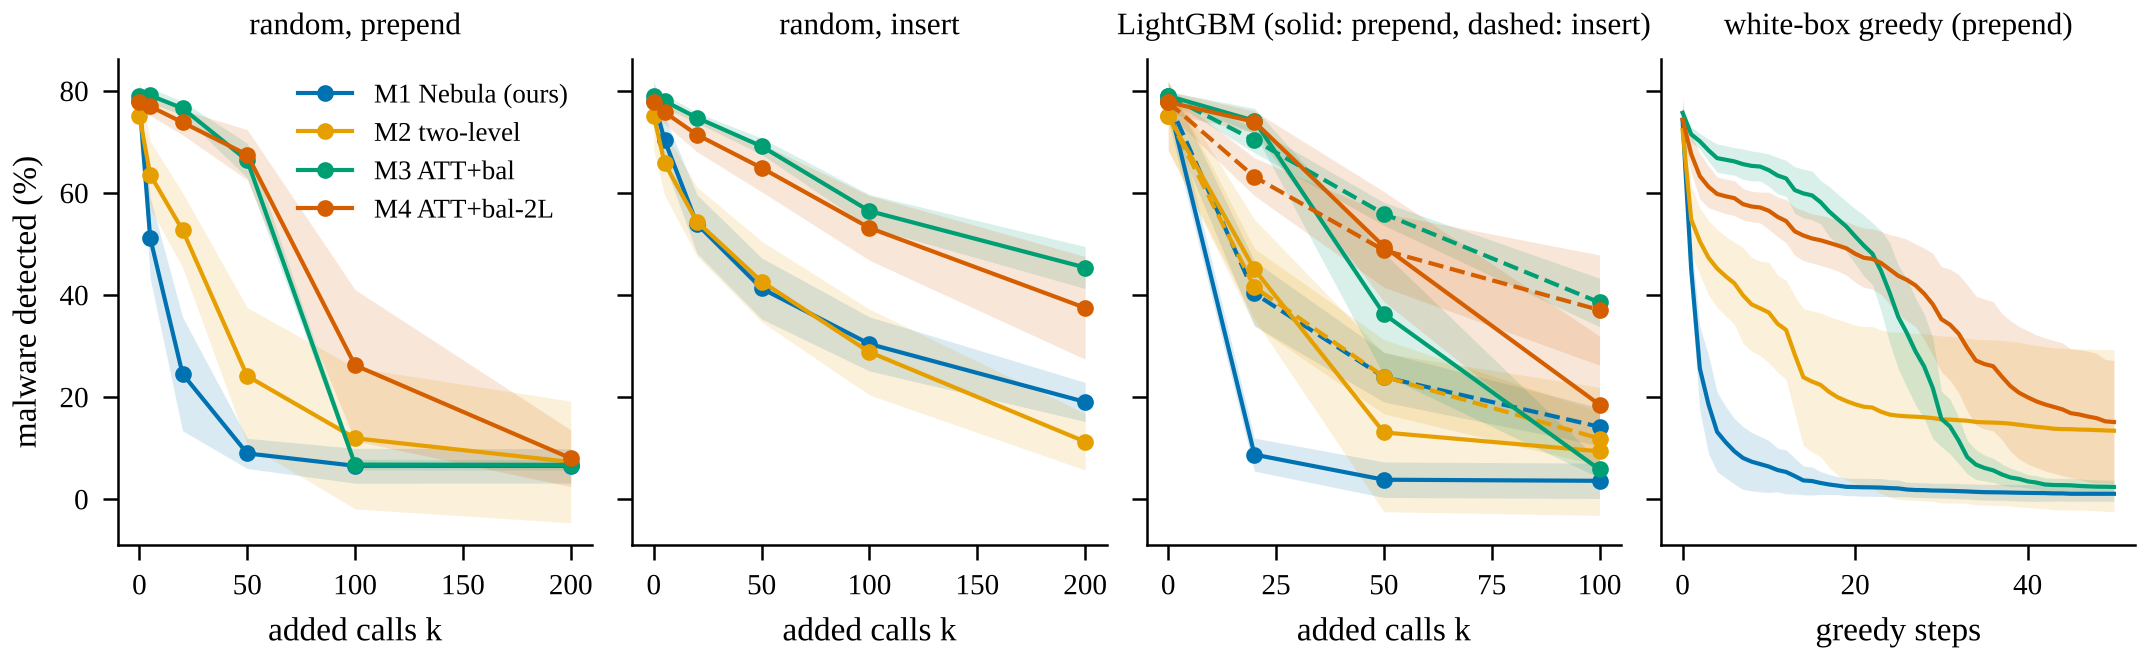 random, prepend
random, insert
LightGBM (solid: prepend, dashed: insert)
white-box greedy (prepend)
malware detected (%)
80
60
40
20
0
M1 Nebula (ours)
M2 two-level
M3 ATT+bal
M4 ATT+bal-2L
0 50 100 150 200
0 50 100 150 200
0 25 50 75 100
0 20 40
added calls k
added calls k
added calls k
greedy steps